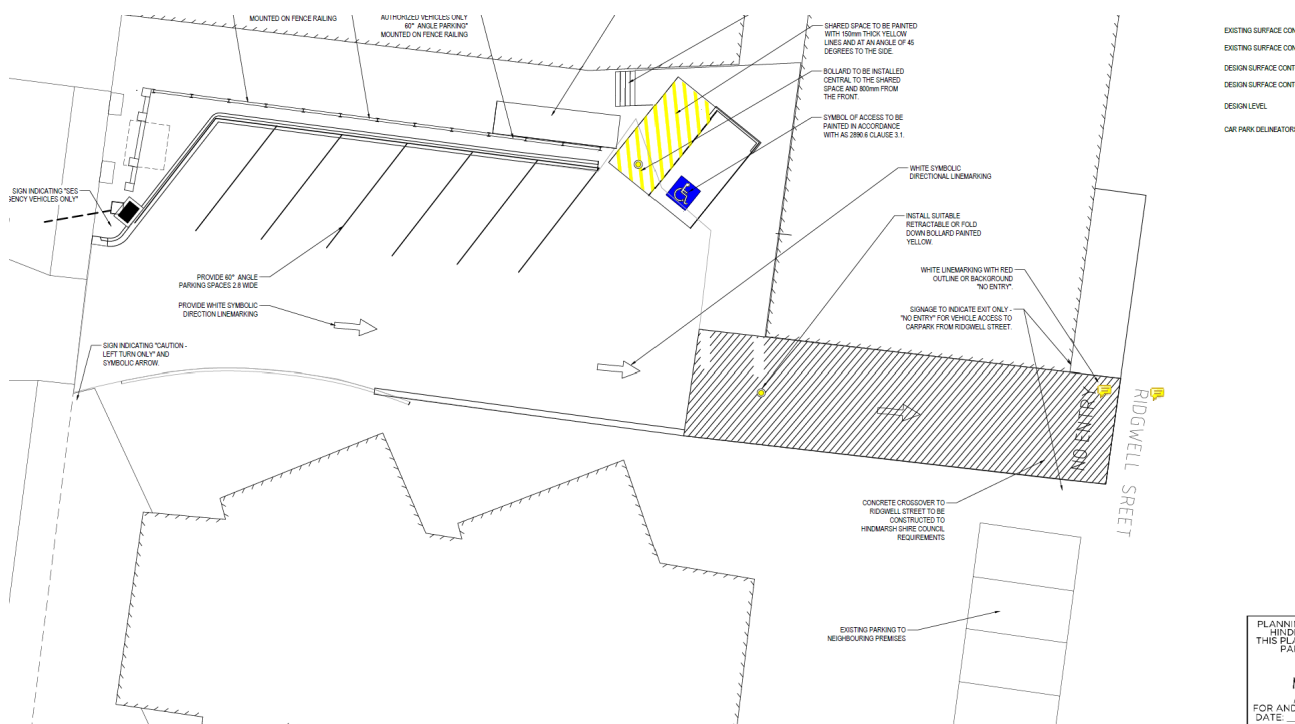 MOUNTED ON FENCE RAILING
AUTHORIZED VEHICLES ONLY
60° ANGLE PARKING"
MOUNTED ON FENCE RAILING
SHARED SPACE TO BE PAINTED
WITH 150mm THICK YELLOW
LINES AND AT AN ANGLE OF 45
DEGREES TO THE SIDE.
BOLLARD TO BE INSTALLED
CENTRAL TO THE SHARED
SPACE AND 800mm FROM
THE FRONT.
SYMBOL OF ACCESS TO BE
PAINTED IN ACCORDANCE
WITH AS 2890.6 CLAUSE 3.1.
WHITE SYMBOLIC
DIRECTIONAL LINEMARKING
INSTALL SUITABLE
RETRACTABLE OR FOLD
DOWN BOLLARD PAINTED
YELLOW.
WHITE LINEMARKING WITH RED
OUTLINE OR BACKGROUND
"NO ENTRY".
SIGNAGE TO INDICATE EXIT ONLY -
"NO ENTRY" FOR VEHICLE ACCESS TO
CARPARK FROM RIDGWELL STREET.
SIGN INDICATING "SES
GENCY VEHICLES ONLY"
PROVIDE 60° ANGLE
PARKING SPACES 2.8 WIDE
PROVIDE WHITE SYMBOLIC
DIRECTION LINEMARKING
SIGN INDICATING "CAUTION -
LEFT TURN ONLY" AND
SYMBOLIC ARROW.
NO ENTRY
RIDGWELL SREET
CONCRETE CROSSOVER TO
RIDGWELL STREET TO BE
CONSTRUCTED TO
HINDMARSH SHIRE COUNCIL
REQUIREMENTS
EXISTING PARKING TO
NEIGHBOURING PREMISES
EXISTING SURFACE CON
EXISTING SURFACE CON
DESIGN SURFACE CONT
DESIGN SURFACE CONT
DESIGN LEVEL
CAR PARK DELINEATORS
PLANNI
HIND
THIS PLA
PA
FOR AND
DATE: